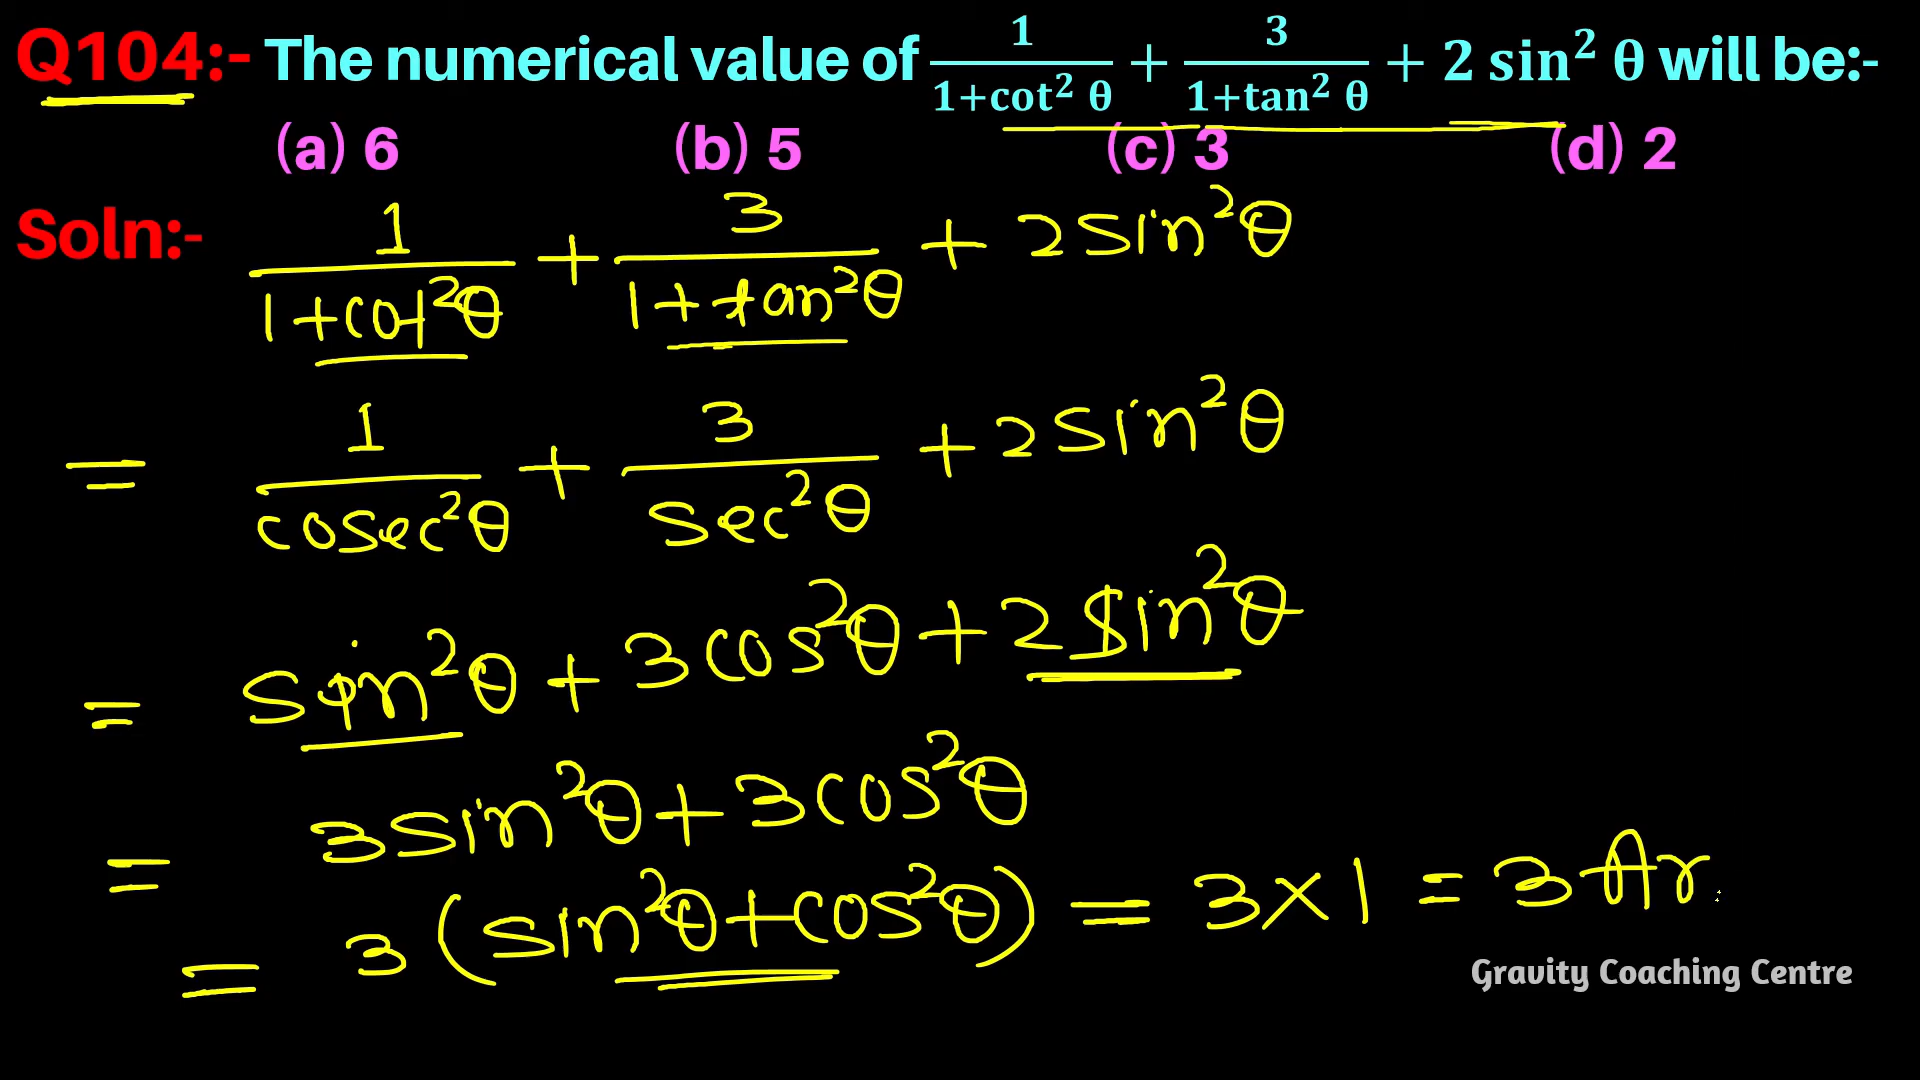 Q104:- The numerical value of 1/(1+cot² θ) + 3/(1+tan² θ) + 2 sin² θ will be:-
(a) 6 (b) 5 (c) 3 (d) 2
Soln:- 1/(1+cot²θ) + 3/(1+tan²θ) + 2sin²θ
= 1/cosec²θ + 3/sec²θ + 2sin²θ
= sin²θ + 3cos²θ + 2sin²θ
= 3sin²θ + 3cos²θ
= 3(sin²θ+cos²θ) = 3×1 = 3
Gravity Coaching Centre